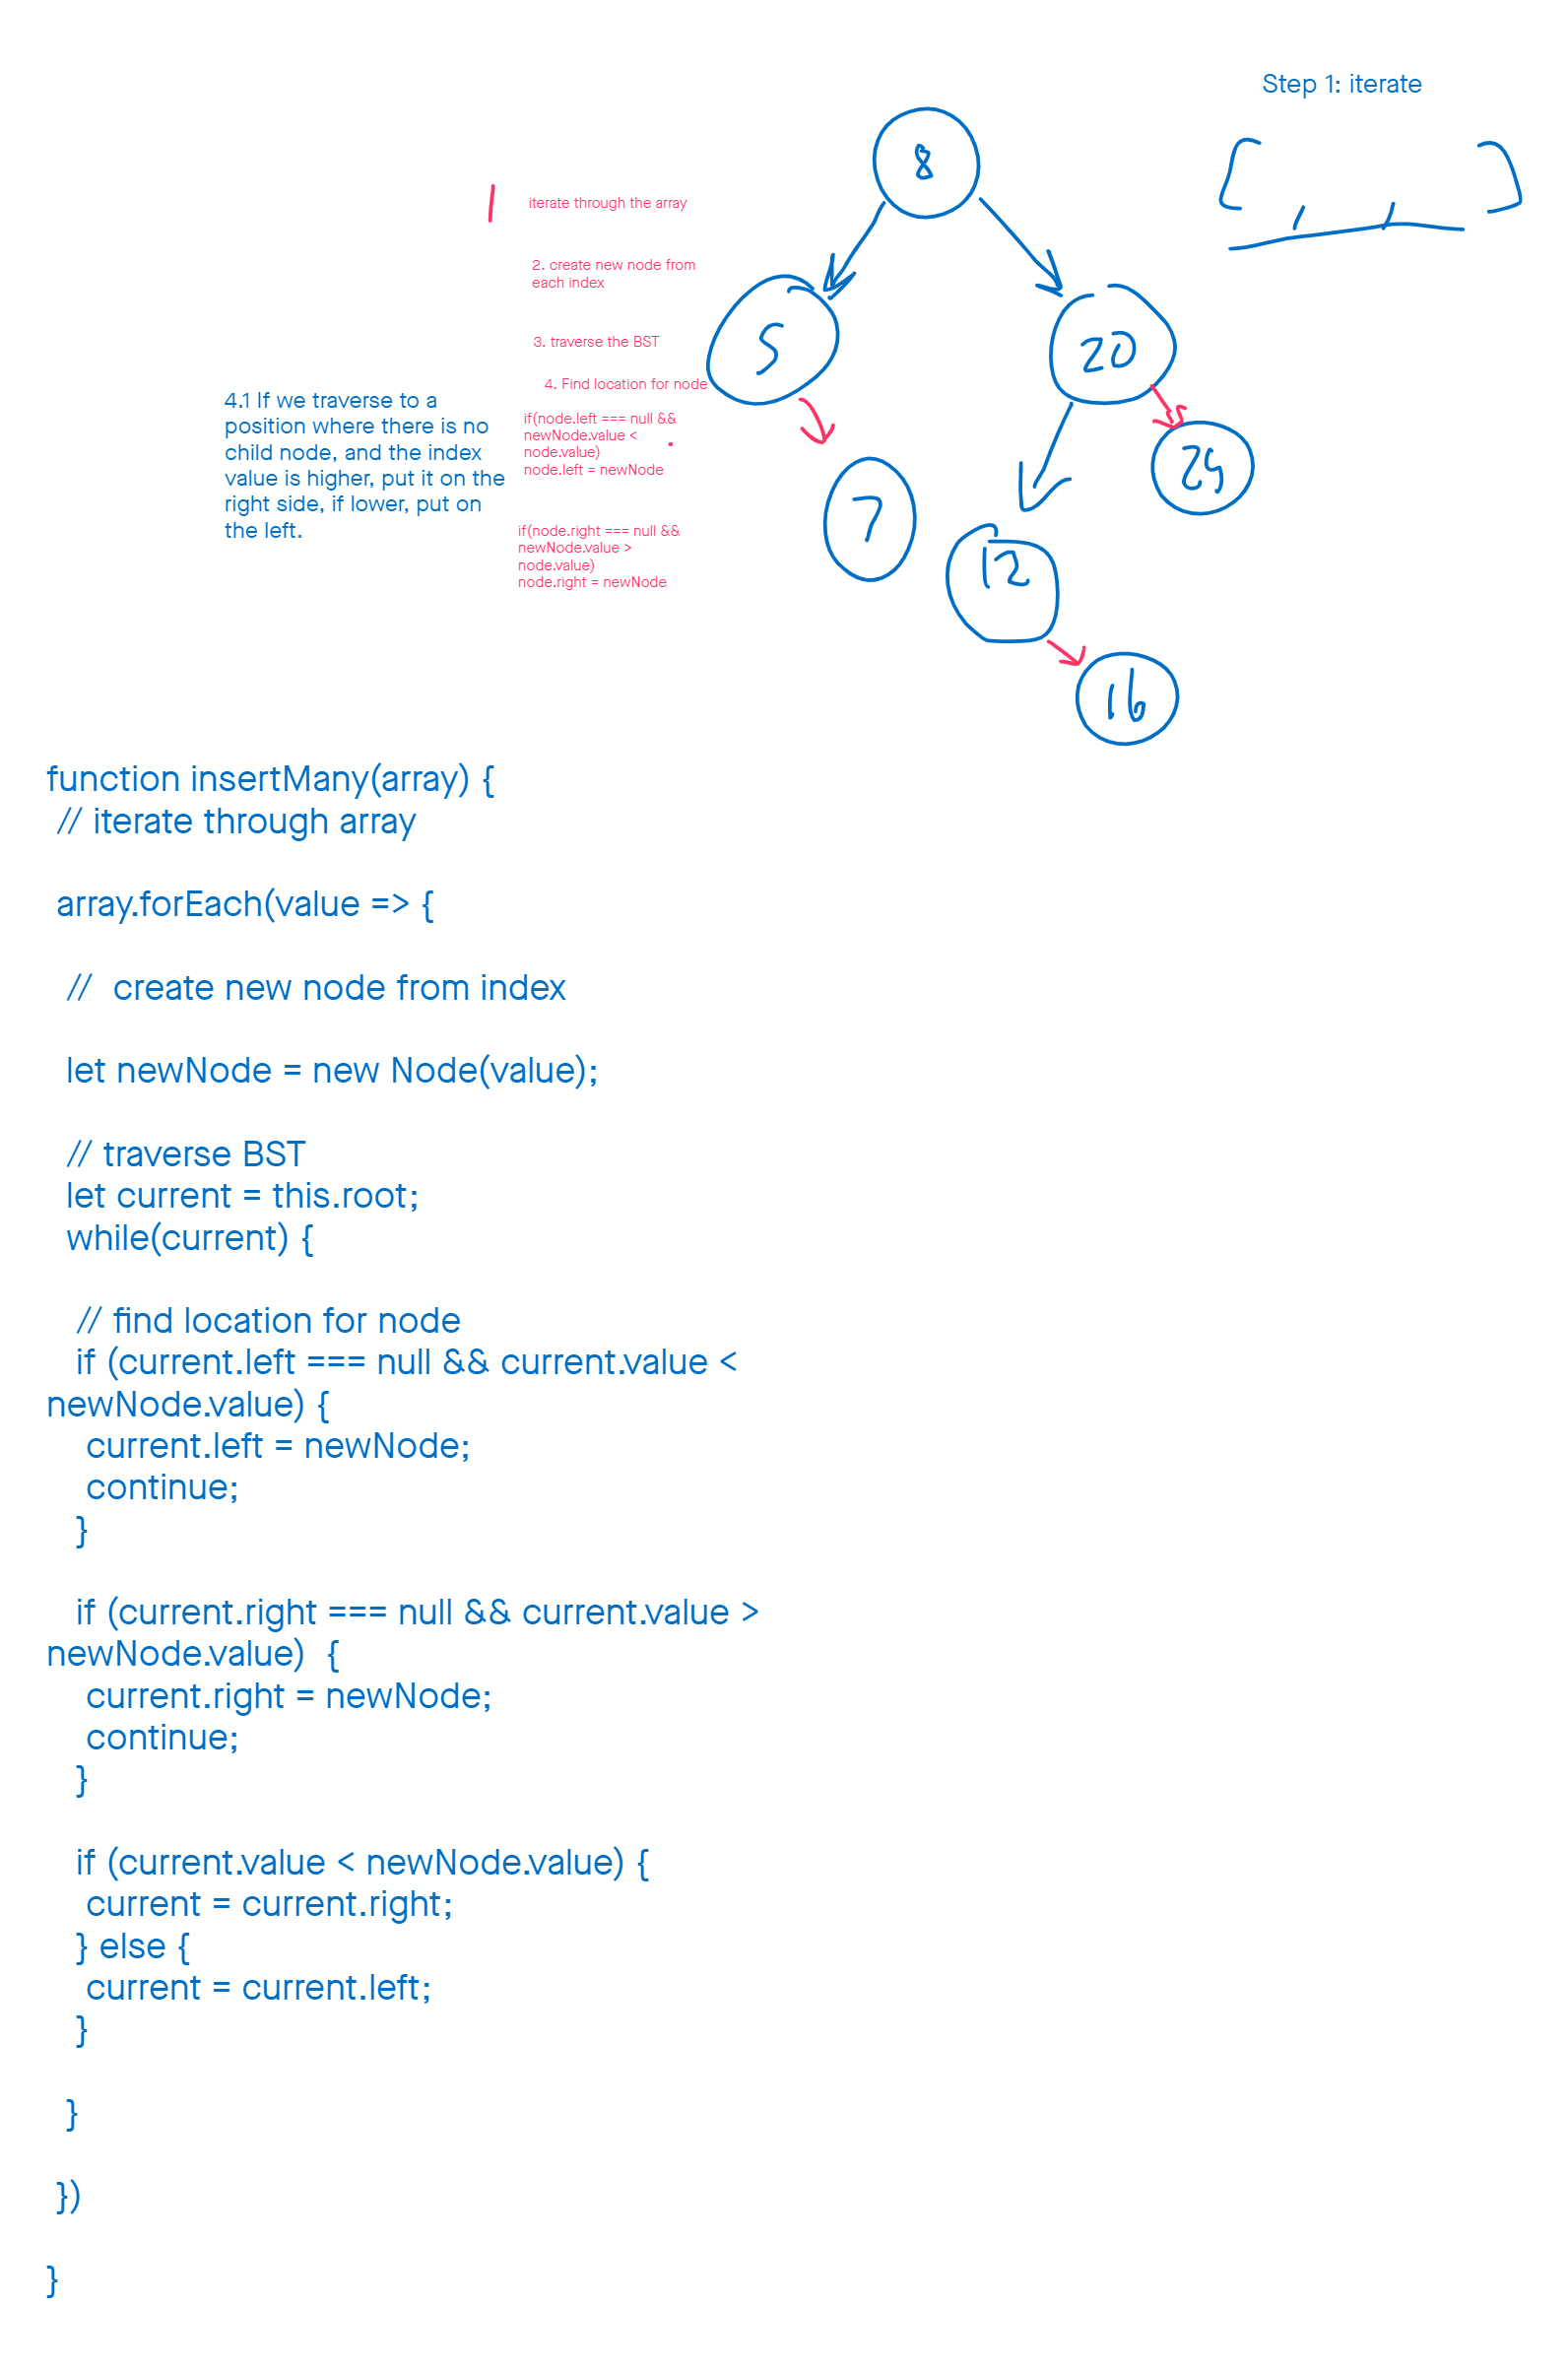 Step 1: iterate
[ , , ]
8
1 iterate through the array
2. create new node from
each index
5
20
3. traverse the BST
4. Find location for node
4.1 If we traverse to a
position where there is no
child node, and the index
value is higher, put it on the
right side, if lower, put on
the left.
if(node.left === null &&
newNode.value <
node.value)
node.left = newNode
7
12
if(node.right === null &&
newNode.value >
node.value)
node.right = newNode
16
function insertMany(array) {
// iterate through array
array.forEach(value => {
// create new node from index
let newNode = new Node(value);
// traverse BST
let current = this.root;
while(current) {
// find location for node
if (current.left === null && current.value <
newNode.value) {
current.left = newNode;
continue;
}
if (current.right === null && current.value >
newNode.value) {
current.right = newNode;
continue;
}
if (current.value < newNode.value) {
current = current.right;
} else {
current = current.left;
}
}
})
}